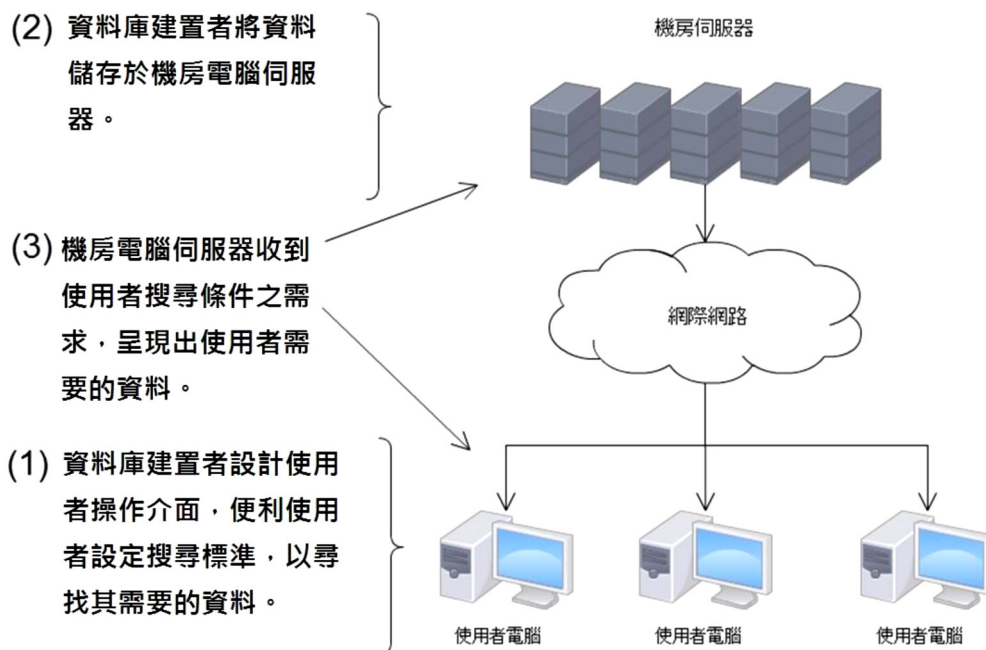 (2) 資料庫建置者將資料
儲存於機房電腦伺服
器。
機房伺服器
(3) 機房電腦伺服器收到
使用者搜尋條件之需
求，呈現出使用者需
要的資料。
網際網路
(1) 資料庫建置者設計使用
者操作介面，便利使用
者設定搜尋標準，以尋
找其需要的資料。
使用者電腦
使用者電腦
使用者電腦